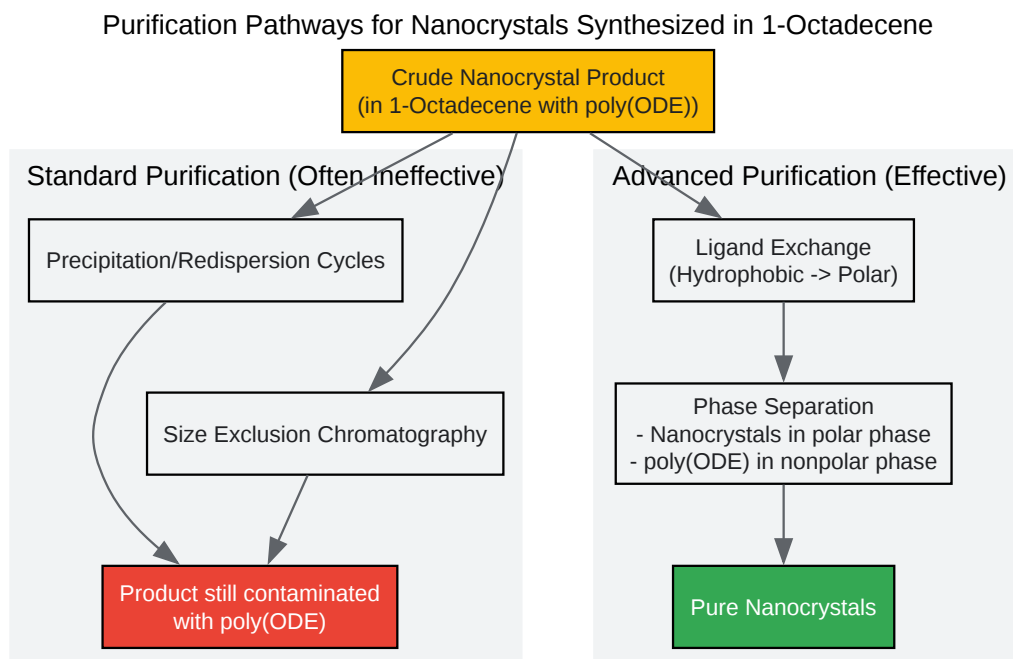 Purification Pathways for Nanocrystals Synthesized in 1-Octadecene
Crude Nanocrystal Product
(in 1-Octadecene with poly(ODE))
Standard Purification (Often Ineffective)
Precipitation/Redispersion Cycles
Size Exclusion Chromatography
Product still contaminated
with poly(ODE)
Advanced Purification (Effective)
Ligand Exchange
(Hydrophobic -> Polar)
Phase Separation
- Nanocrystals in polar phase
- poly(ODE) in nonpolar phase
Pure Nanocrystals